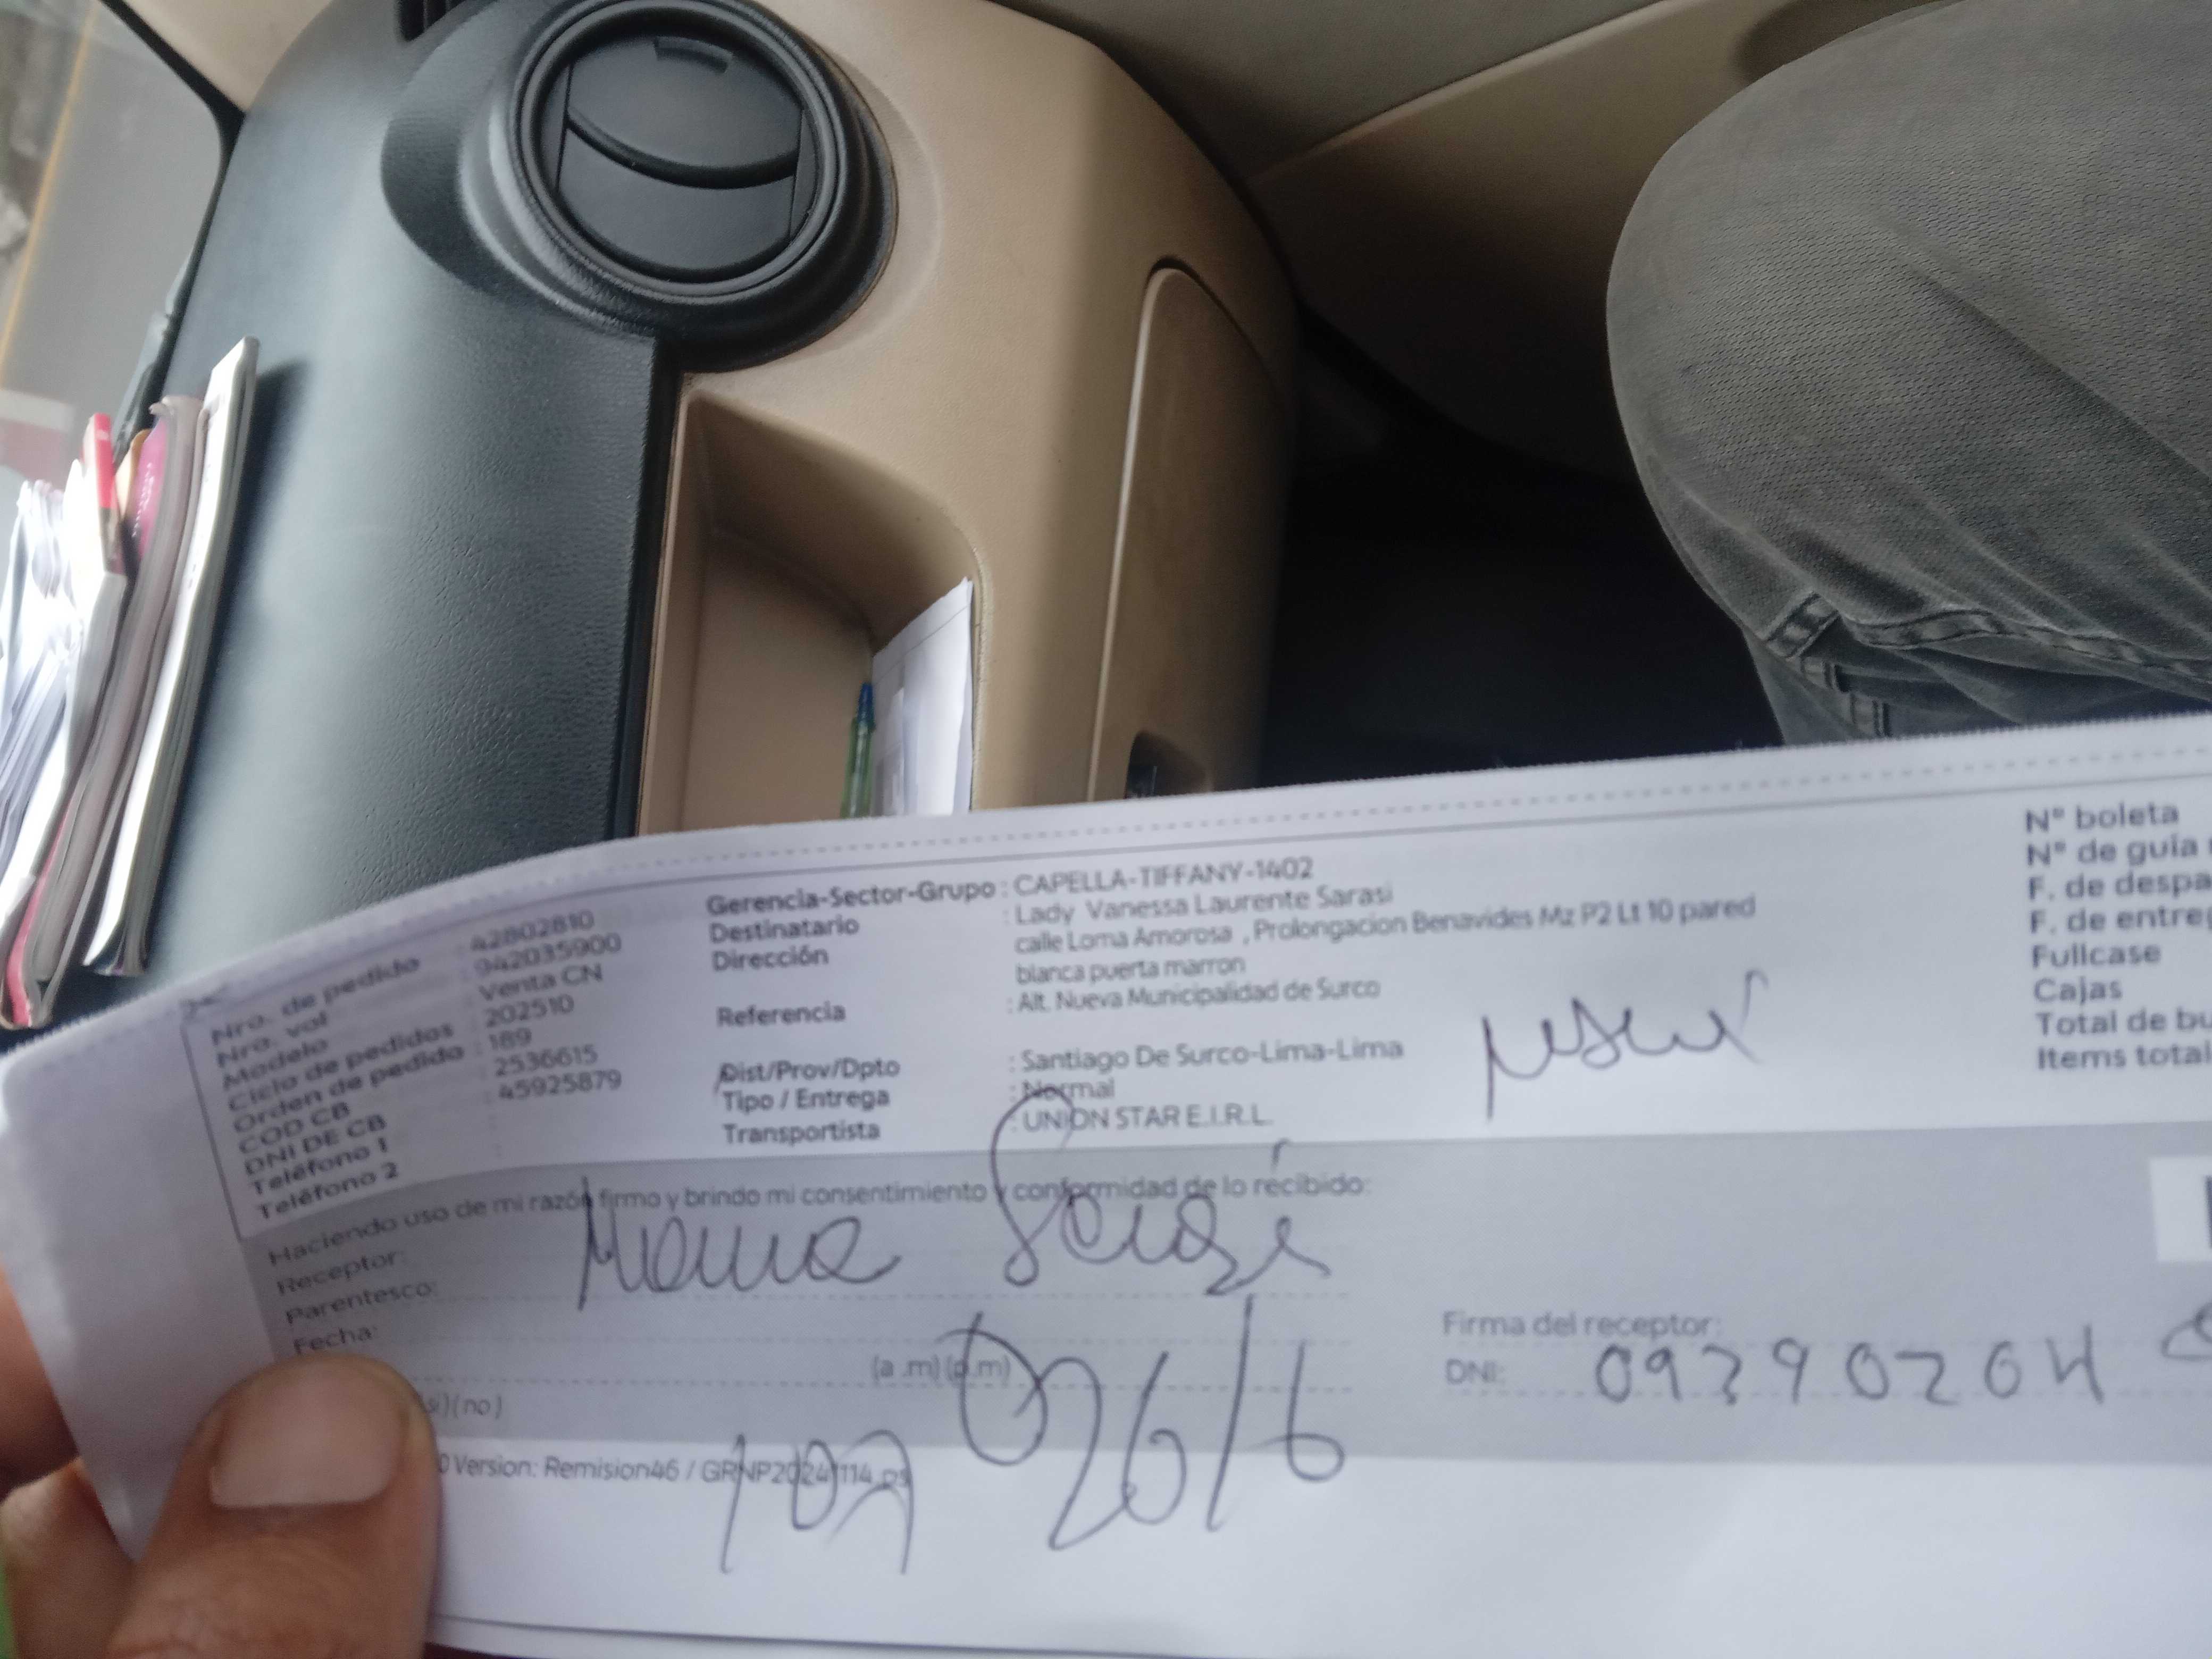 Nro. de pedido : 42802810
Nro. vol : 942035900
Modelo : Venta CN
Ciclo de pedidos : 202510
Orden de pedido : 189
COD CB : 2536615
DNI DE CB : 45925879
Teléfono 1 :
Teléfono 2
Gerencia-Sector-Grupo : CAPELLA-TIFFANY-1402
Destinatario : Lady Vanessa Laurente Sarasi
Dirección calle Loma Amorosa , Prolongacion Benavides Mz P2 Lt 10 pared
blanca puerta marron
Referencia : Alt. Nueva Municipalidad de Surco
Dist/Prov/Dpto : Santiago De Surco-Lima-Lima
Tipo / Entrega : Normal
Transportista : UNION STAR E.I.R.L.
N° boleta
N° de guía
F. de despa
F. de entre
Fullcase
Cajas
Total de bu
Items total
Haciendo uso de mi razón firmo y brindo mi consentimiento y conformidad de lo recibido:
Receptor:
Parentesco:
Fecha:
(a .m) (p.m)
26/6
si) ( no )
Firma del receptor:
DNI: 09390204
0 Version: Remision46 / GRNP20241114.ps